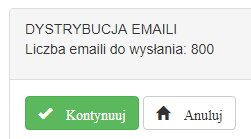 DYSTRYBUCJA EMAILI
Liczba emaili do wysłania: 800
Kontynuuj Anuluj